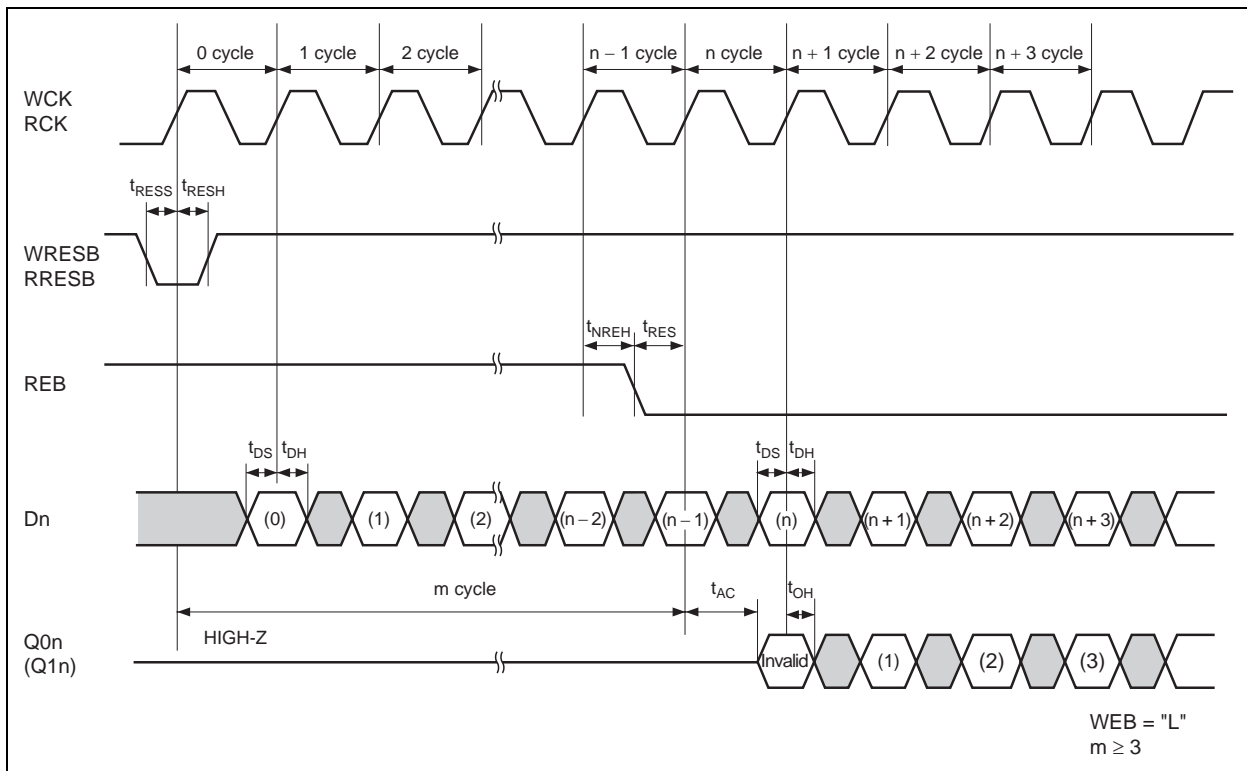 0 cycle 1 cycle 2 cycle n − 1 cycle n cycle n + 1 cycle n + 2 cycle n + 3 cycle
WCK
RCK
tRESS tRESH
WRESB
RRESB
tNREH tRES
REB
tDS tDH tDS tDH
Dn (0) (1) (2) (n − 2) (n − 1) (n) (n + 1) (n + 2) (n + 3)
m cycle tAC tOH
Q0n
(Q1n)
HIGH-Z
Invalid (1) (2) (3)
WEB = "L"
m ≥ 3